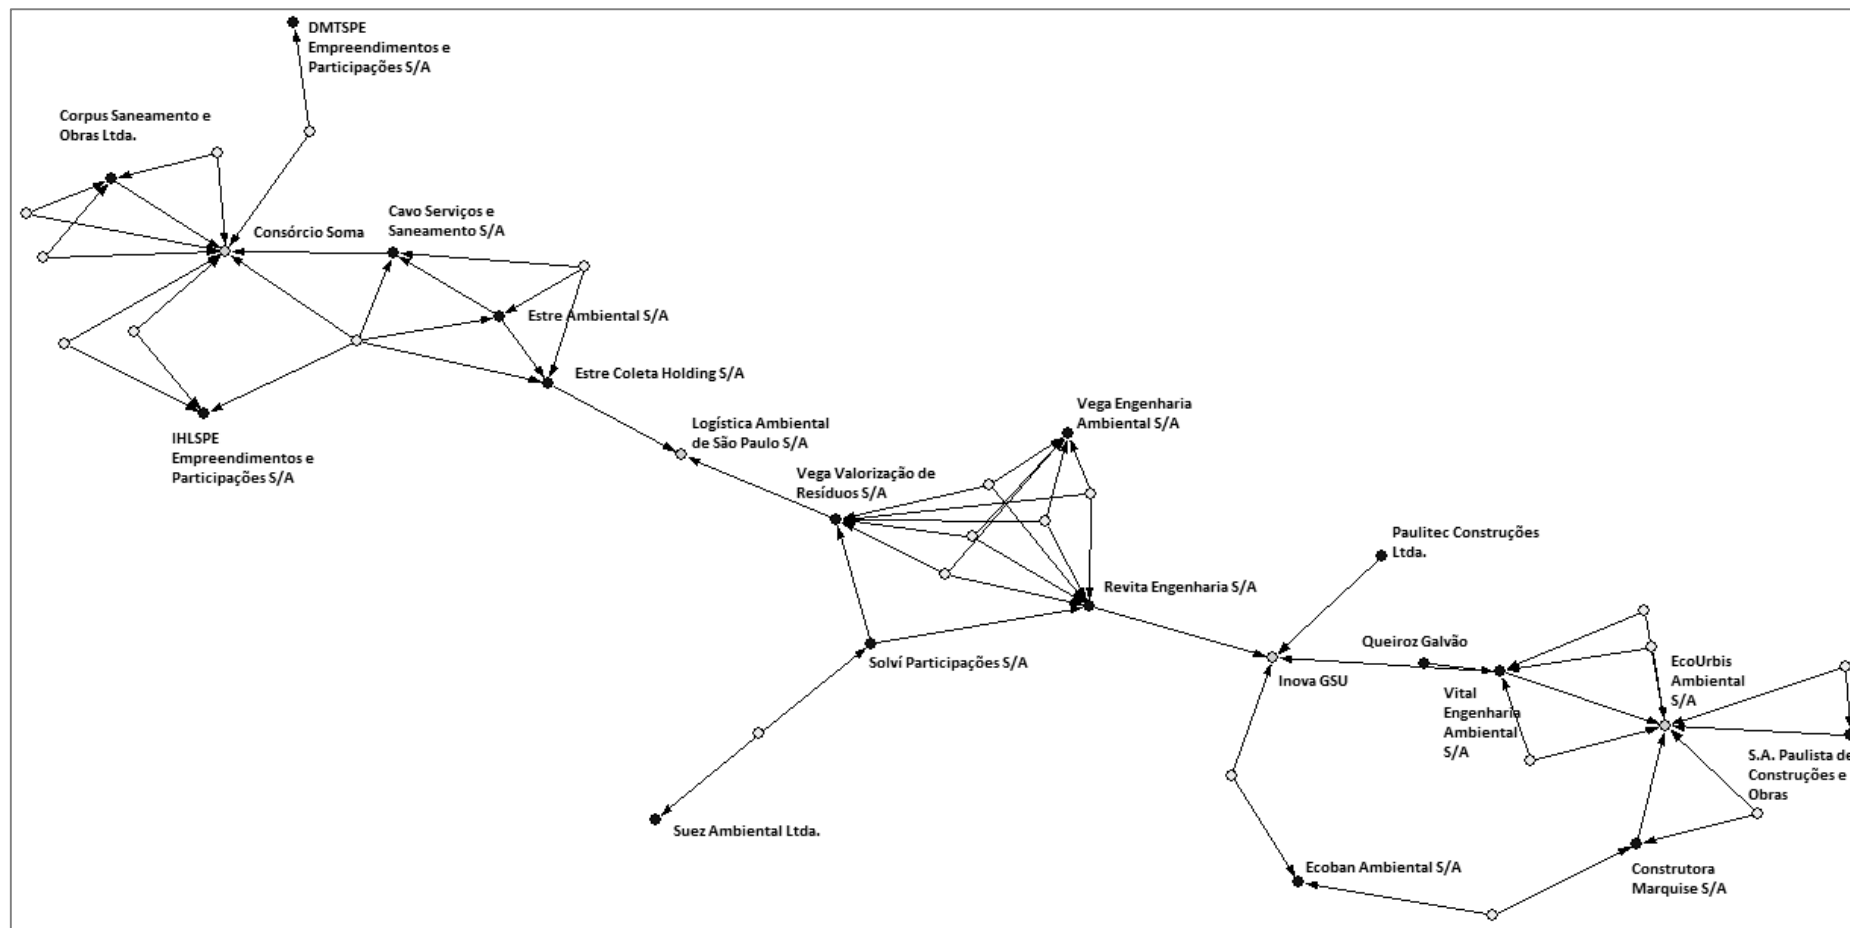 DMTSPE
Empreendimentos e
Participações S/A
Corpus Saneamento e
Obras Ltda.
Cavo Serviços e
Saneamento S/A
Consórcio Soma
Estre Ambiental S/A
Estre Coleta Holding S/A
IHLSPE
Empreendimentos e
Participações S/A
Logística Ambiental
de São Paulo S/A
Vega Engenharia
Ambiental S/A
Vega Valorização de
Resíduos S/A
Paulitec Construções
Ltda.
Revita Engenharia S/A
Solví Participações S/A
Queiroz Galvão
Inova GSU
EcoUrbis
Ambiental
S/A
Vital
Engenharia
Ambiental
S/A
S.A. Paulista de
Construções e
Obras
Suez Ambiental Ltda.
Ecoban Ambiental S/A
Construtora
Marquise S/A